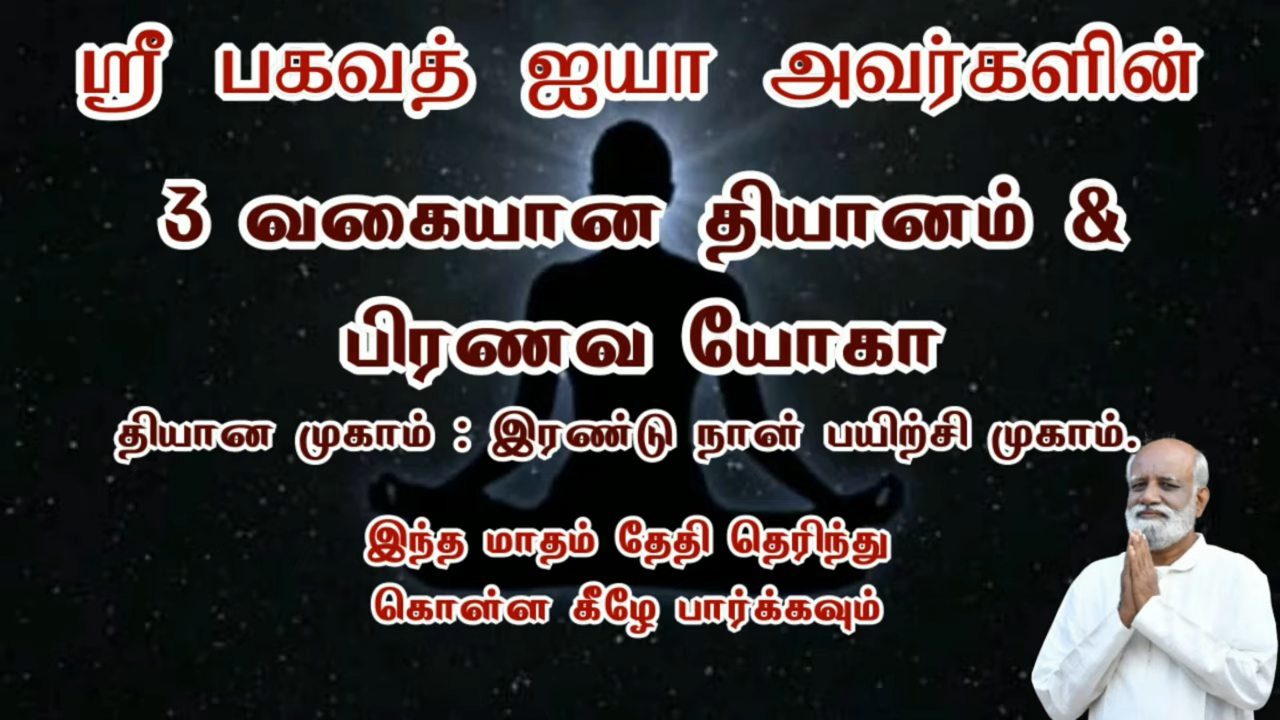 ஸ்ரீ பகவத் ஐயா அவர்களின்
3 வகையான தியானம் &
பிரணவ யோகா
தியான முகாம் : இரண்டு நாள் பயிற்சி முகாம்.
இந்த மாதம் தேதி தெரிந்து
கொள்ள கீழே பார்க்கவும்